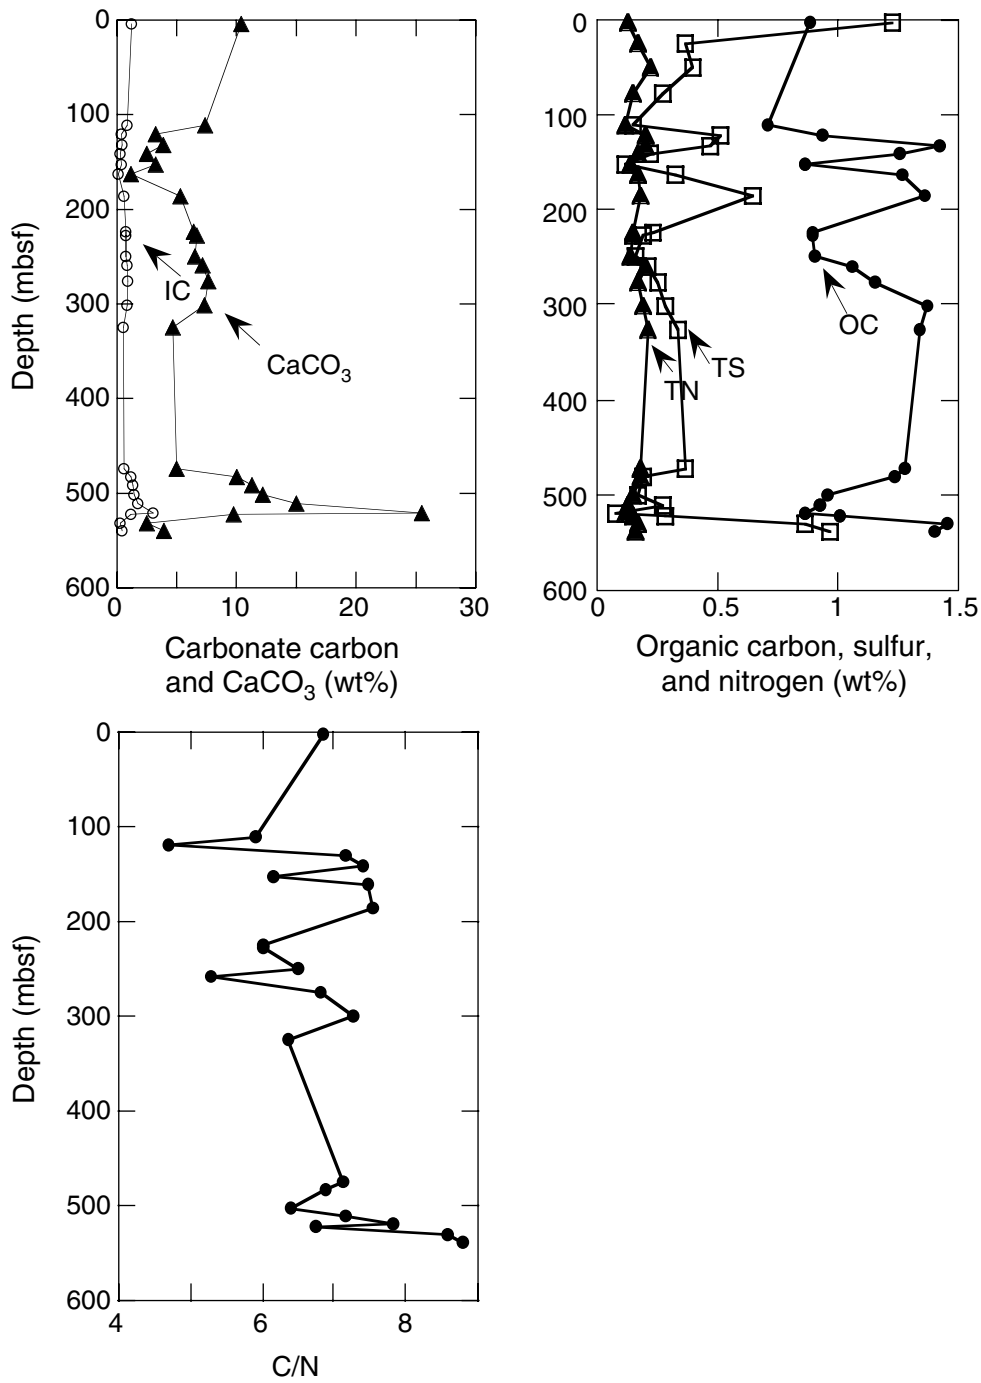 0
100
200
300
400
500
600
Depth (mbsf)
IC
CaCO3
0 10 20 30
Carbonate carbon
and CaCO3 (wt%)
0
100
200
300
400
500
600
OC
TS
TN
0 0.5 1 1.5
Organic carbon, sulfur,
and nitrogen (wt%)
0
100
200
300
400
500
600
Depth (mbsf)
4 6 8
C/N